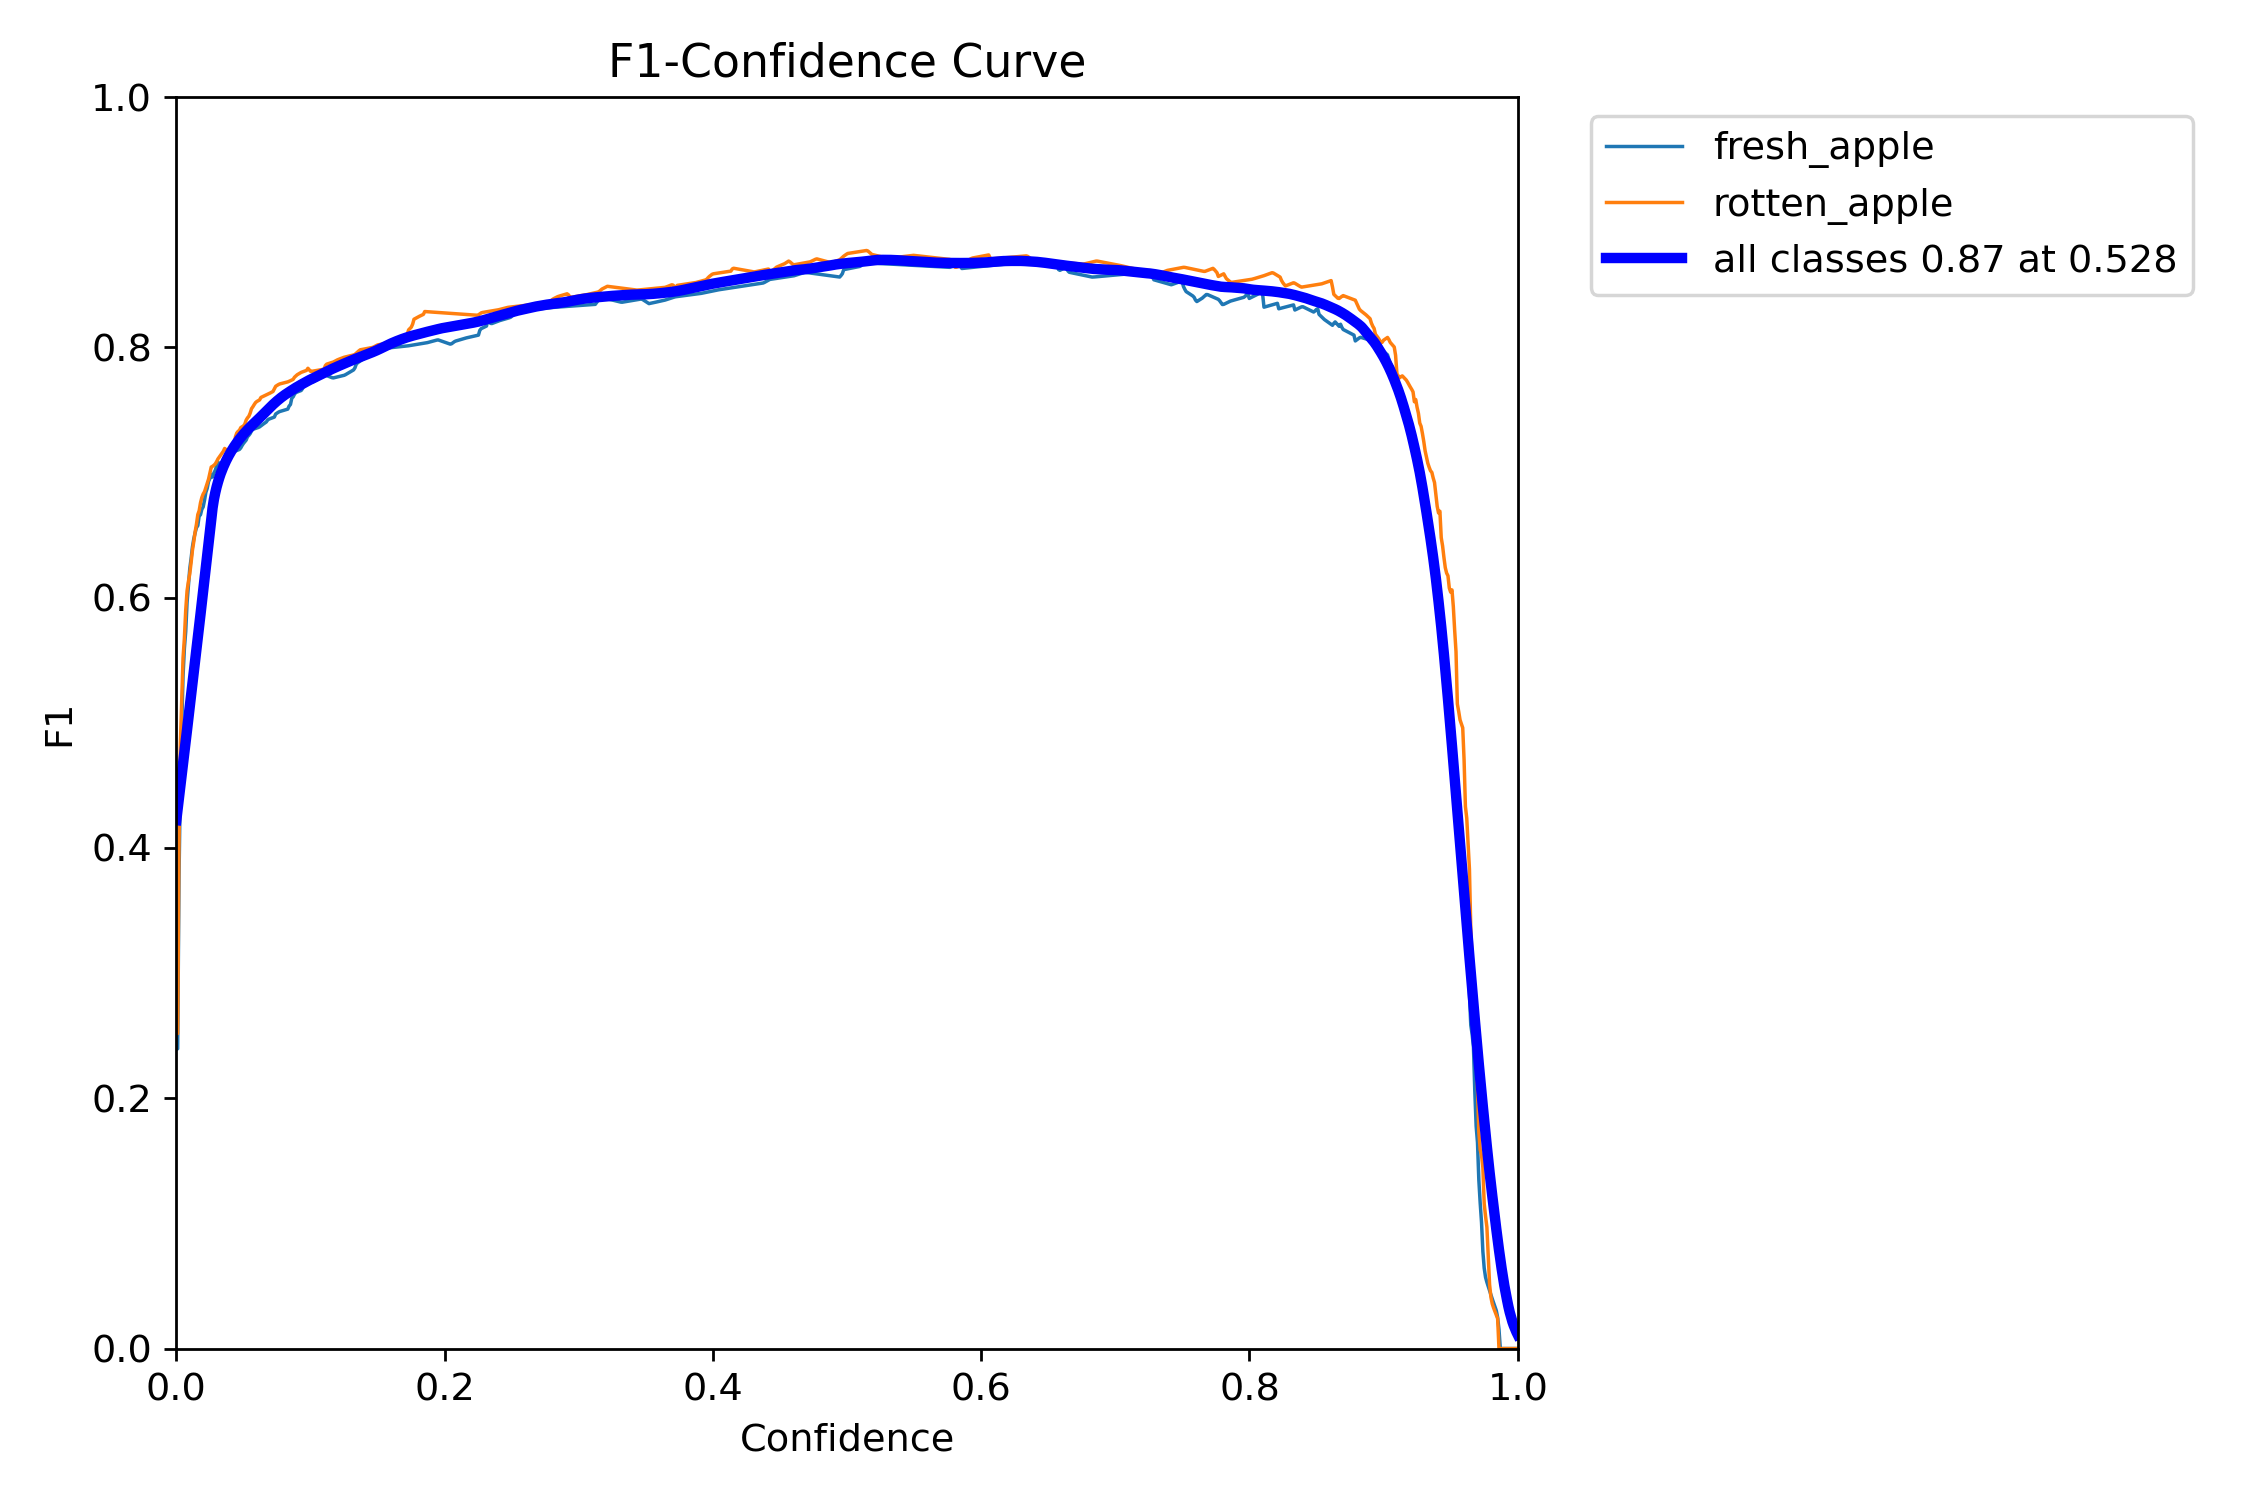 F1-Confidence Curve
1.0
0.8
0.6
0.4
0.2
0.0
F1
0.0 0.2 0.4 0.6 0.8 1.0
Confidence
fresh_apple
rotten_apple
all classes 0.87 at 0.528